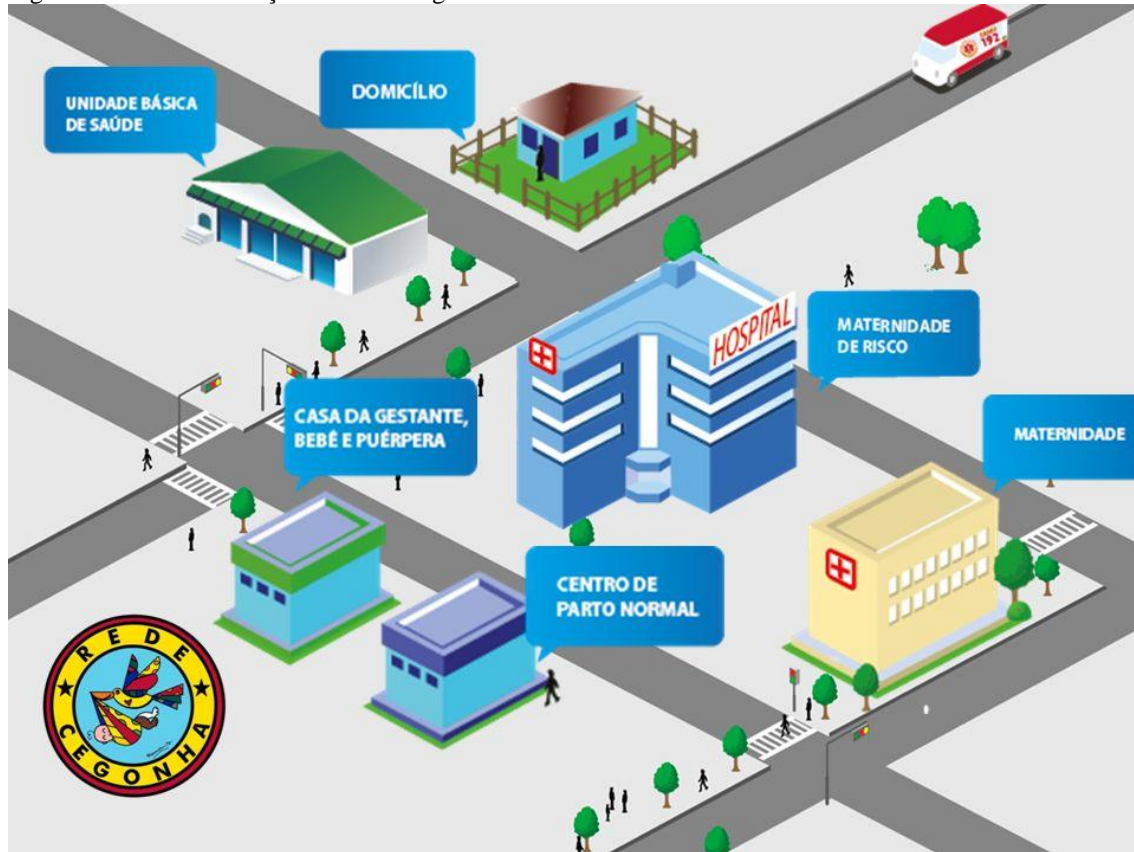 UNIDADE BÁSICA
DE SAÚDE
DOMICÍLIO
192
HOSPITAL
MATERNIDADE
DE RISCO
CASA DA GESTANTE,
BEBÊ E PUÉRPERA
MATERNIDADE
CENTRO DE
PARTO NORMAL
REDE
CEGONHA